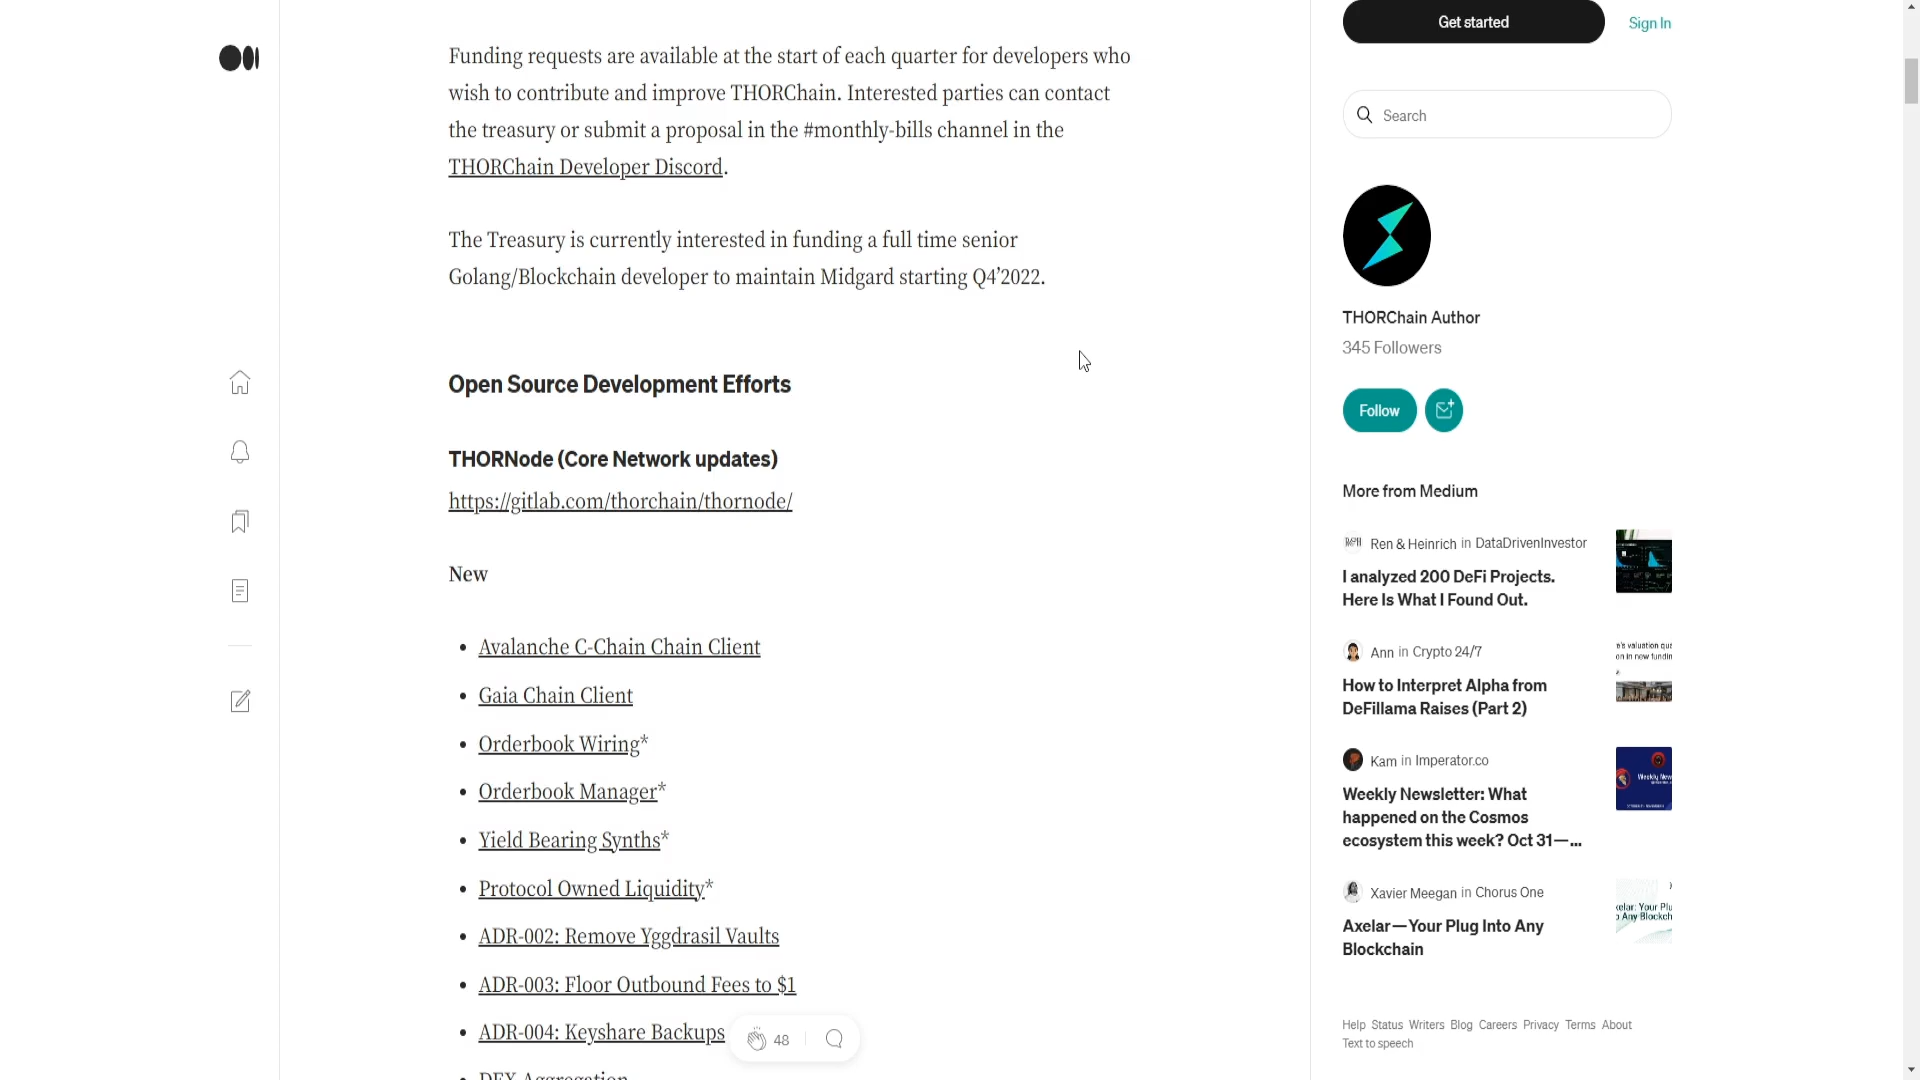 Funding requests are available at the start of each quarter for developers who
wish to contribute and improve THORChain. Interested parties can contact
the treasury or submit a proposal in the #monthly-bills channel in the
THORChain Developer Discord.
The Treasury is currently interested in funding a full time senior
Golang/Blockchain developer to maintain Midgard starting Q4’2022.
Open Source Development Efforts
THORNode (Core Network updates)
https://gitlab.com/thorchain/thornode/
New
• Avalanche C-Chain Chain Client
• Gaia Chain Client
• Orderbook Wiring*
• Orderbook Manager*
• Yield Bearing Synths*
• Protocol Owned Liquidity*
• ADR-002: Remove Yggdrasil Vaults
• ADR-003: Floor Outbound Fees to $1
• ADR-004: Keyshare Backups
• DEX Aggregation
48
Get started
Sign In
Search
THORChain Author
345 Followers
Follow
More from Medium
Ren & Heinrich in DataDrivenInvestor
I analyzed 200 DeFi Projects.
Here Is What I Found Out.
Ann in Crypto 24/7
How to Interpret Alpha from
DeFillama Raises (Part 2)
Kam in Imperator.co
Weekly Newsletter: What
happened on the Cosmos
ecosystem this week? Oct 31—...
Xavier Meegan in Chorus One
Axelar — Your Plug Into Any
Blockchain
Help Status Writers Blog Careers Privacy Terms About
Text to speech